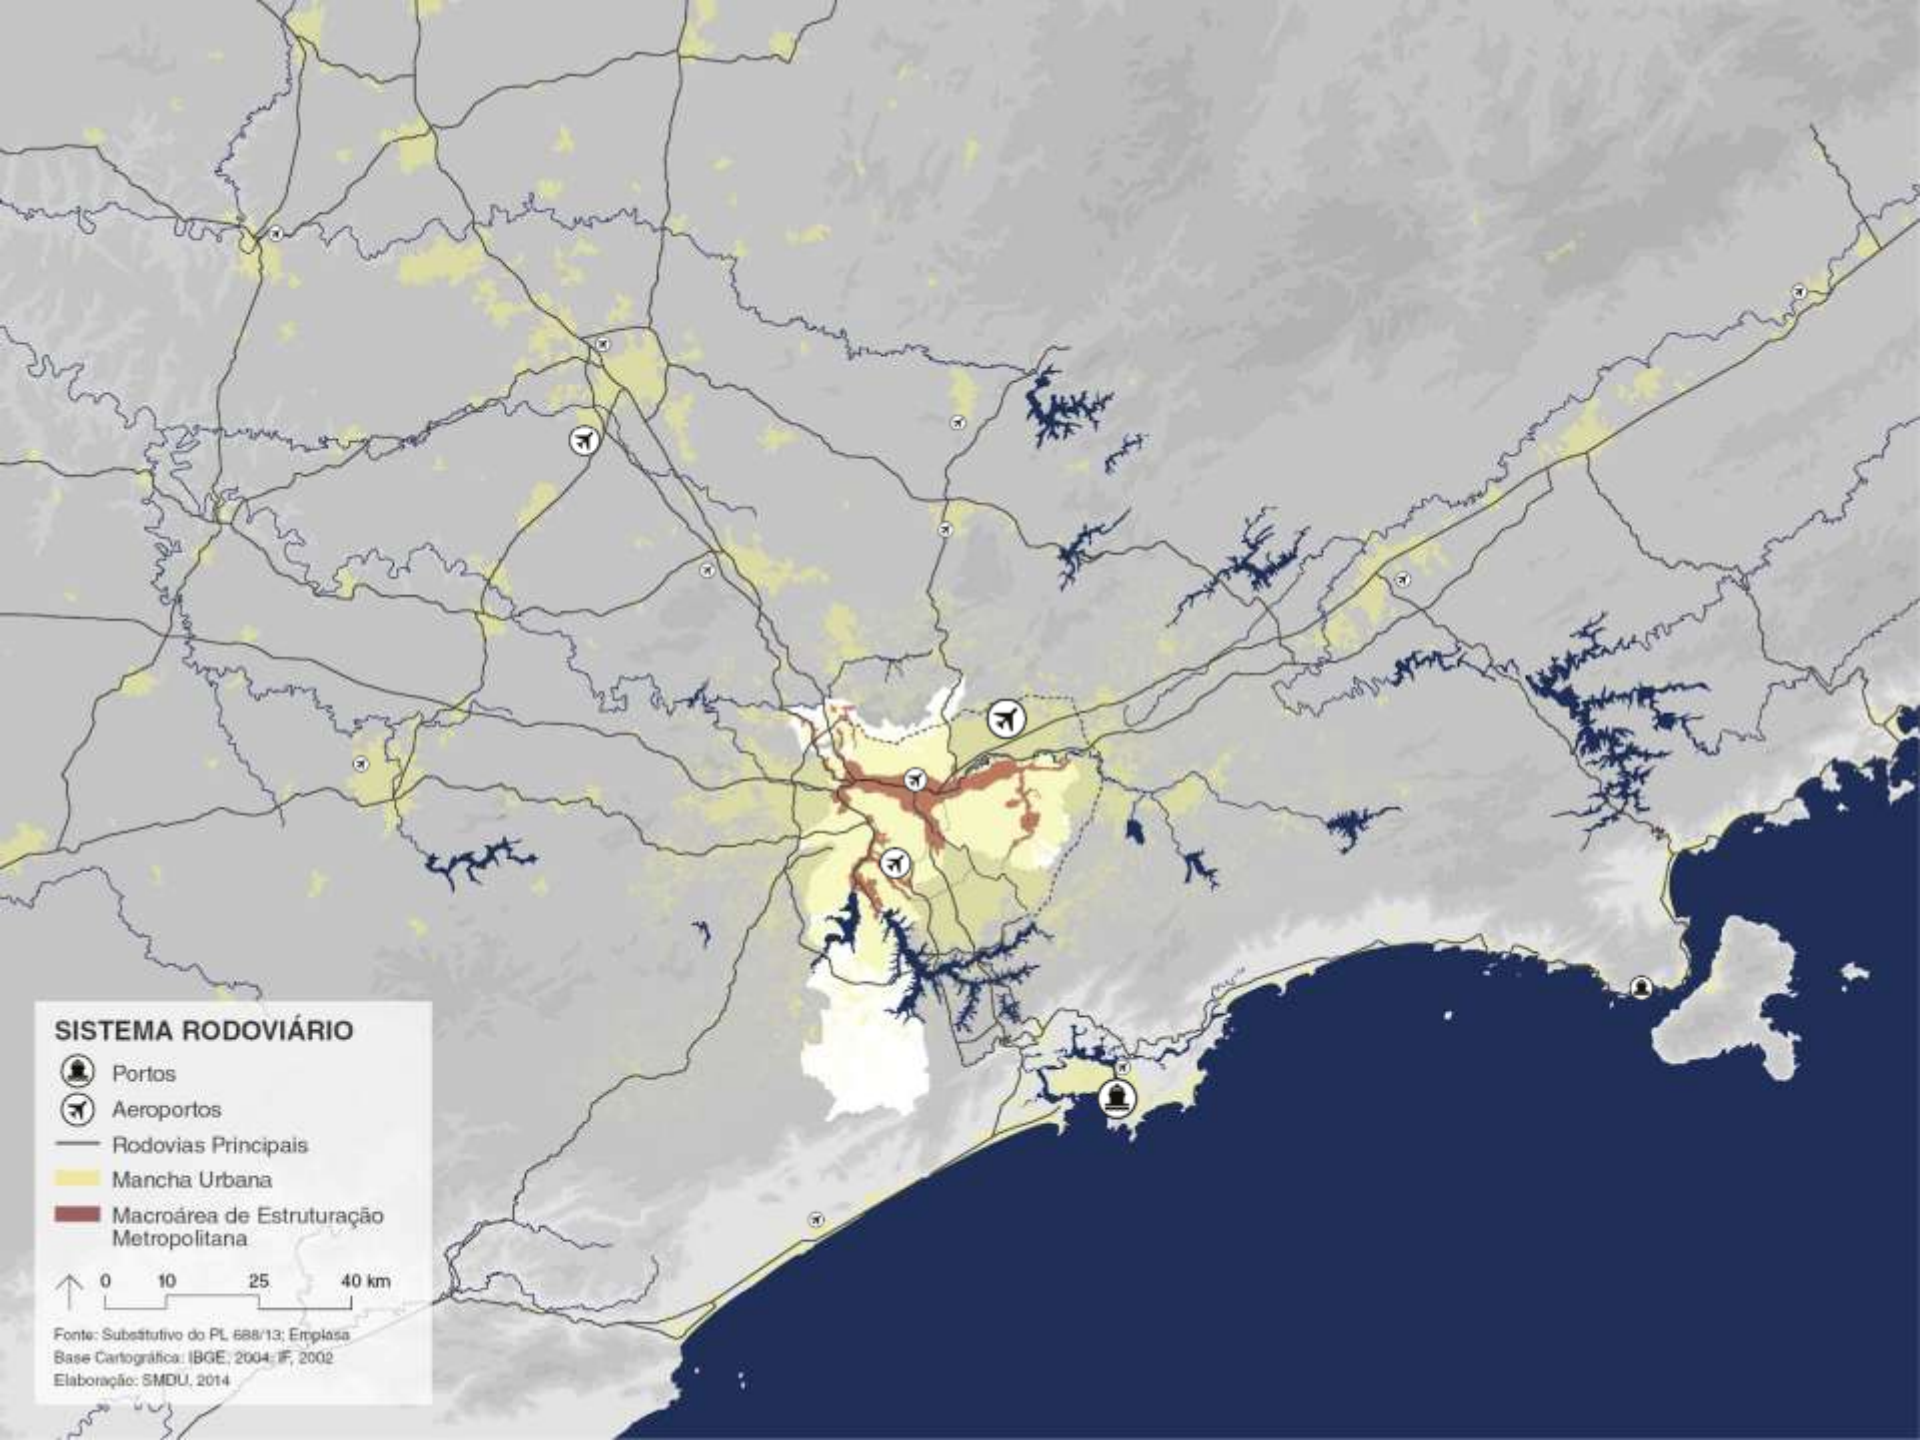 SISTEMA RODOVIÁRIO
Portos
Aeroportos
Rodovias Principais
Mancha Urbana
Macroárea de Estruturação
Metropolitana
0 10 25 40 km
Fonte: Substitutivo do PL 688/13; Emplasa
Base Cartográfica: IBGE, 2004; IF, 2002
Elaboração: SMDU, 2014